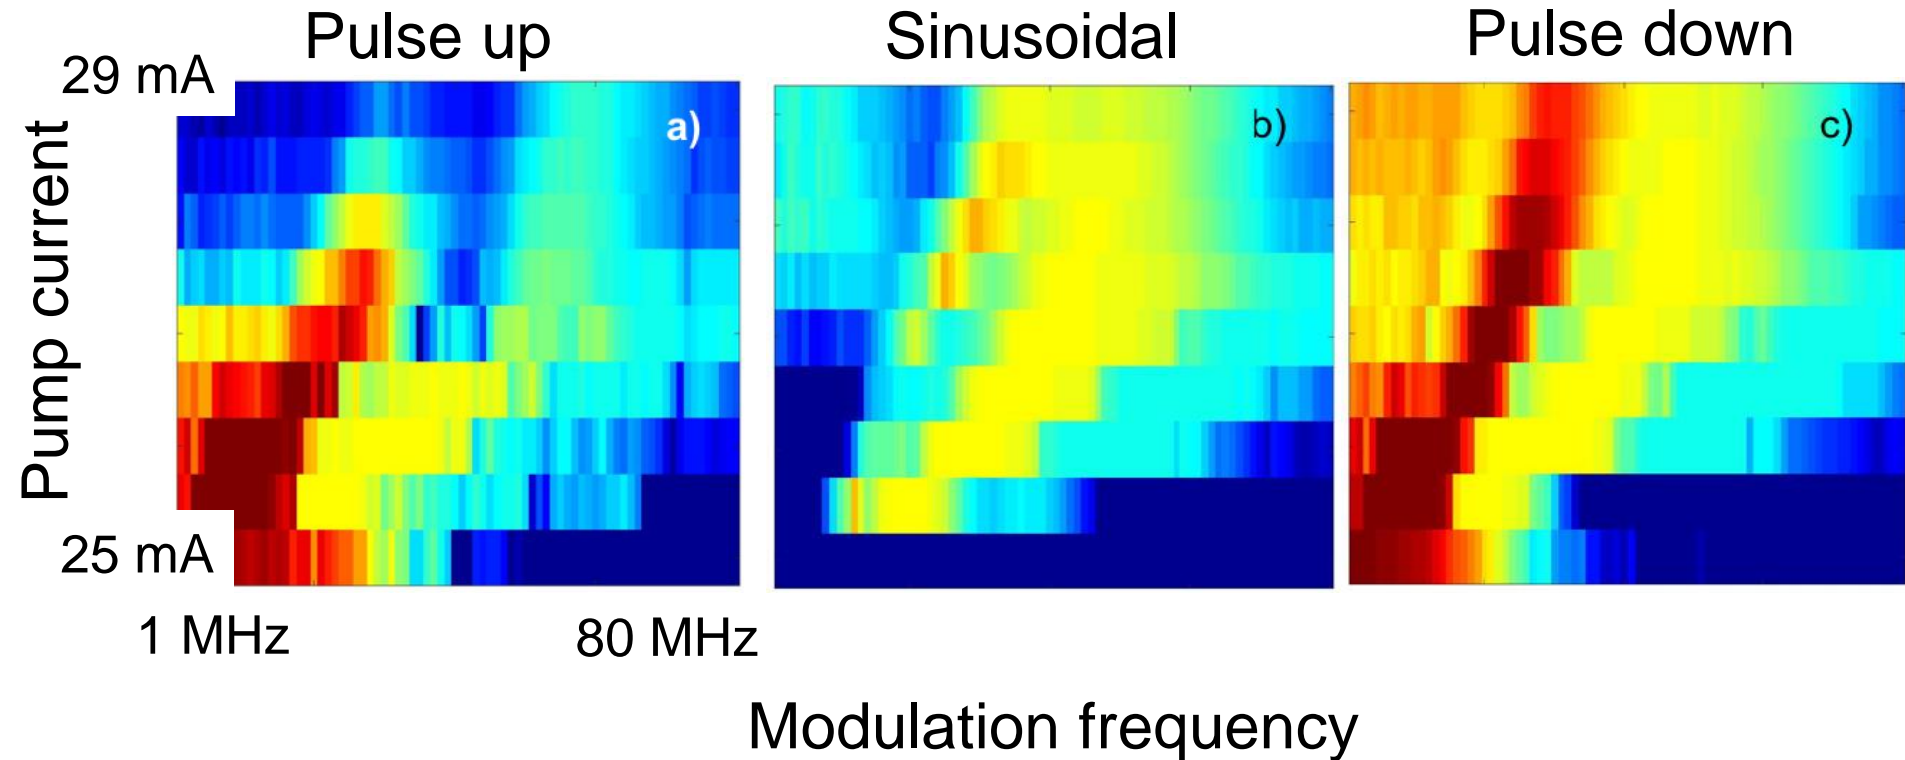 Pulse up
Sinusoidal
Pulse down
29 mA
a)
b)
c)
Pump current
25 mA
1 MHz
80 MHz
Modulation frequency